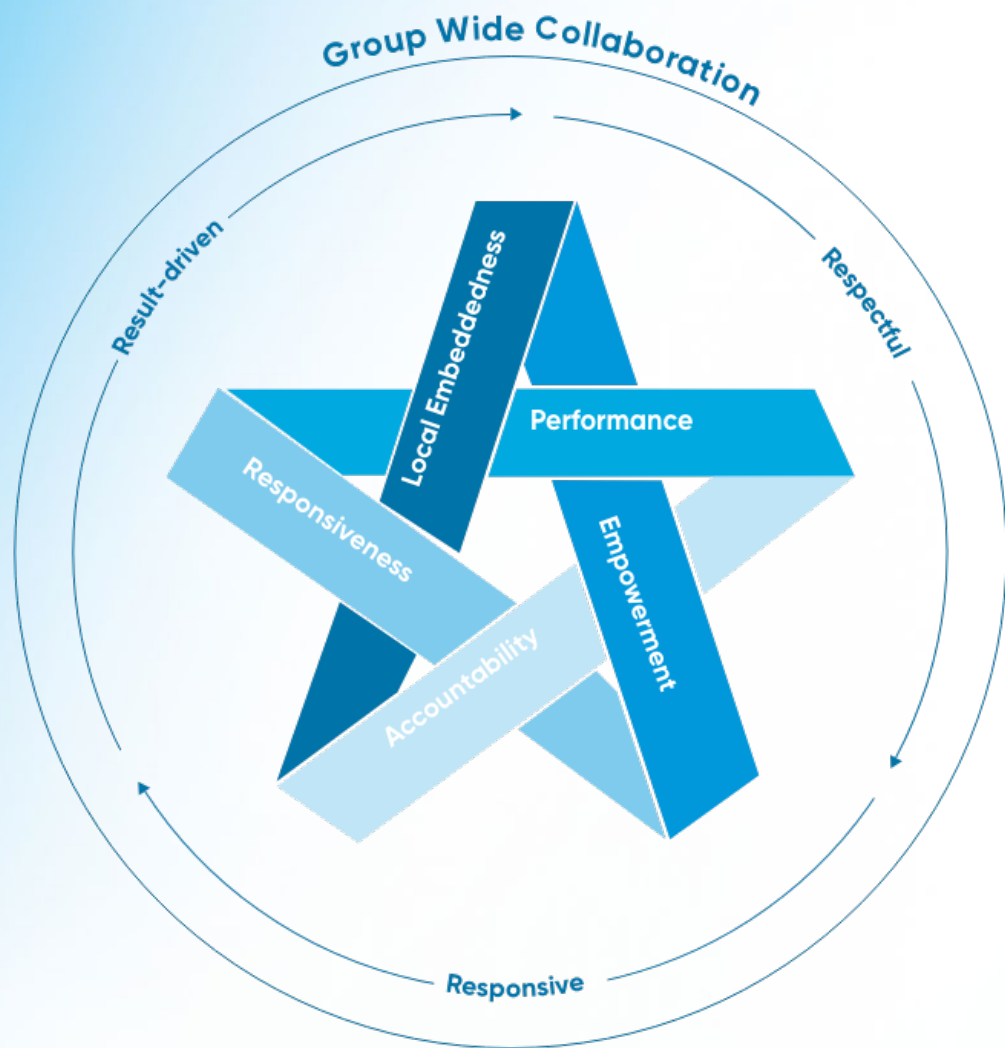 Group Wide Collaboration
Result-driven
Respectful
Local Embeddedness
Performance
Responsiveness
Empowerment
Accountability
Responsive